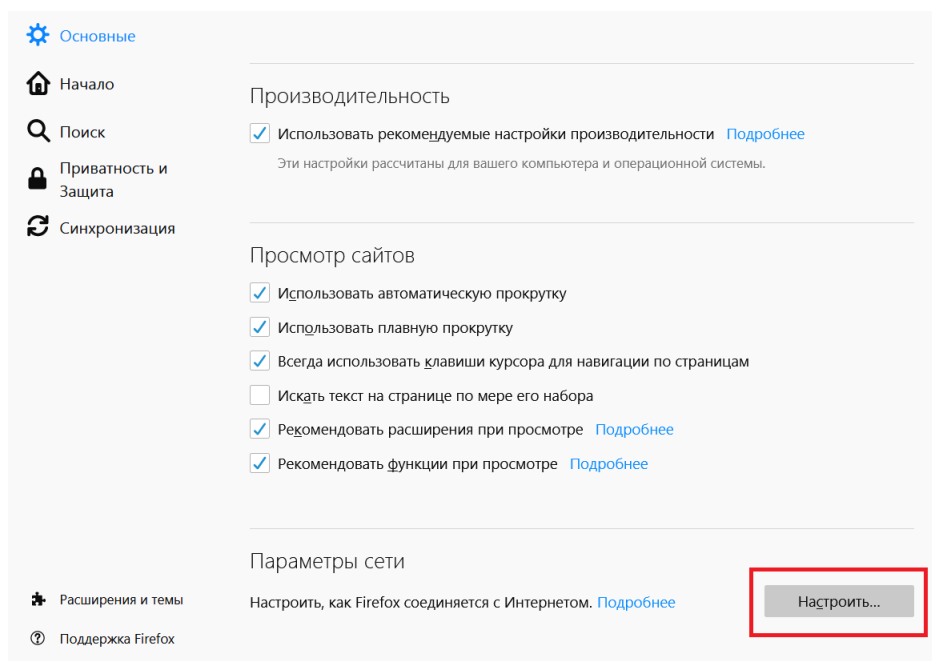 Основные
Начало
Поиск
Приватность и
Защита
Синхронизация
Расширения и темы
Поддержка Firefox
Производительность
Использовать рекомендуемые настройки производительности Подробнее
Эти настройки рассчитаны для вашего компьютера и операционной системы.
Просмотр сайтов
Использовать автоматическую прокрутку
Использовать плавную прокрутку
Всегда использовать клавиши курсора для навигации по страницам
Искать текст на странице по мере его набора
Рекомендовать расширения при просмотре Подробнее
Рекомендовать функции при просмотре Подробнее
Параметры сети
Настроить, как Firefox соединяется с Интернетом. Подробнее
Настроить...